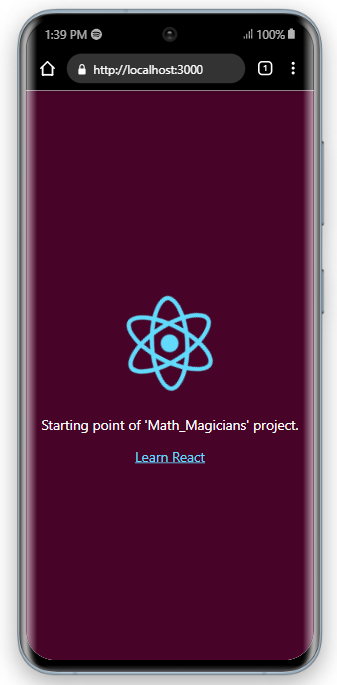 1:39 PM
100%
http://localhost:3000
1
Starting point of 'Math_Magicians' project.
Learn React